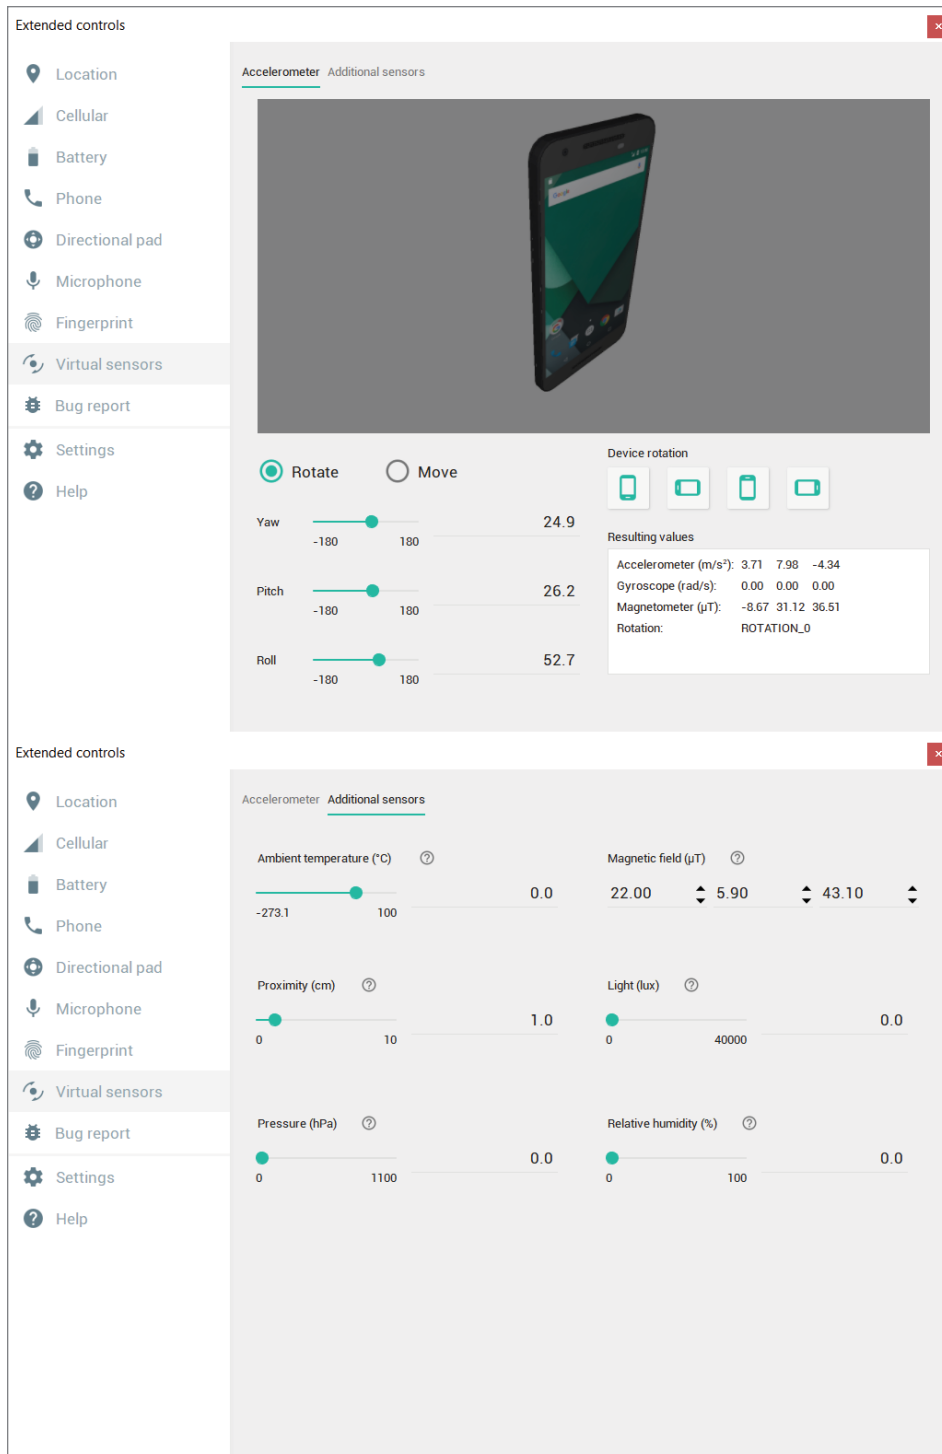 Extended controls
Location
Cellular
Battery
Phone
Directional pad
Microphone
Fingerprint
Virtual sensors
Bug report
Settings
Help
Accelerometer Additional sensors
Google
Rotate Move
Yaw 24.9
-180 180
Pitch 26.2
-180 180
Roll 52.7
-180 180
Device rotation
Resulting values
Accelerometer (m/s²): 3.71 7.98 -4.34
Gyroscope (rad/s): 0.00 0.00 0.00
Magnetometer (μT): -8.67 31.12 36.51
Rotation: ROTATION_0
Extended controls
Location
Cellular
Battery
Phone
Directional pad
Microphone
Fingerprint
Virtual sensors
Bug report
Settings
Help
Accelerometer Additional sensors
Ambient temperature (°C)
0.0
-273.1 100
Magnetic field (μT)
22.00 5.90 43.10
Proximity (cm)
1.0
0 10
Light (lux)
0.0
0 40000
Pressure (hPa)
0.0
0 1100
Relative humidity (%)
0.0
0 100